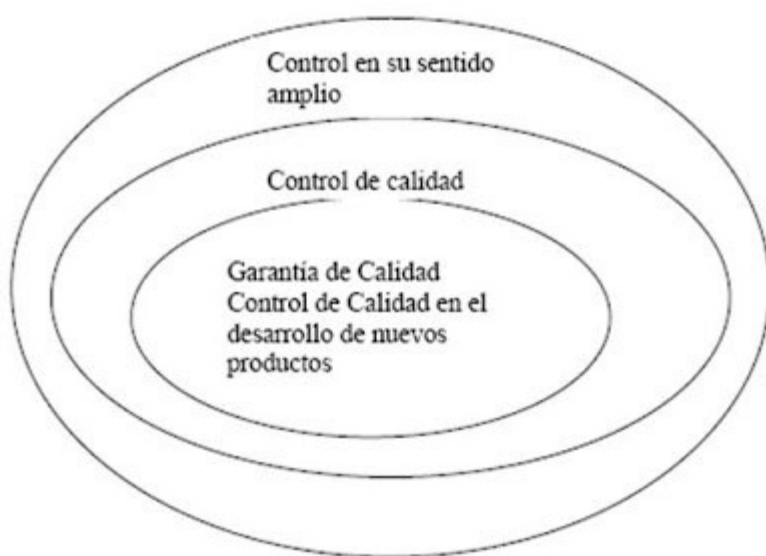 Control en su sentido
amplio
Control de calidad
Garantía de Calidad
Control de Calidad en el
desarrollo de nuevos
productos